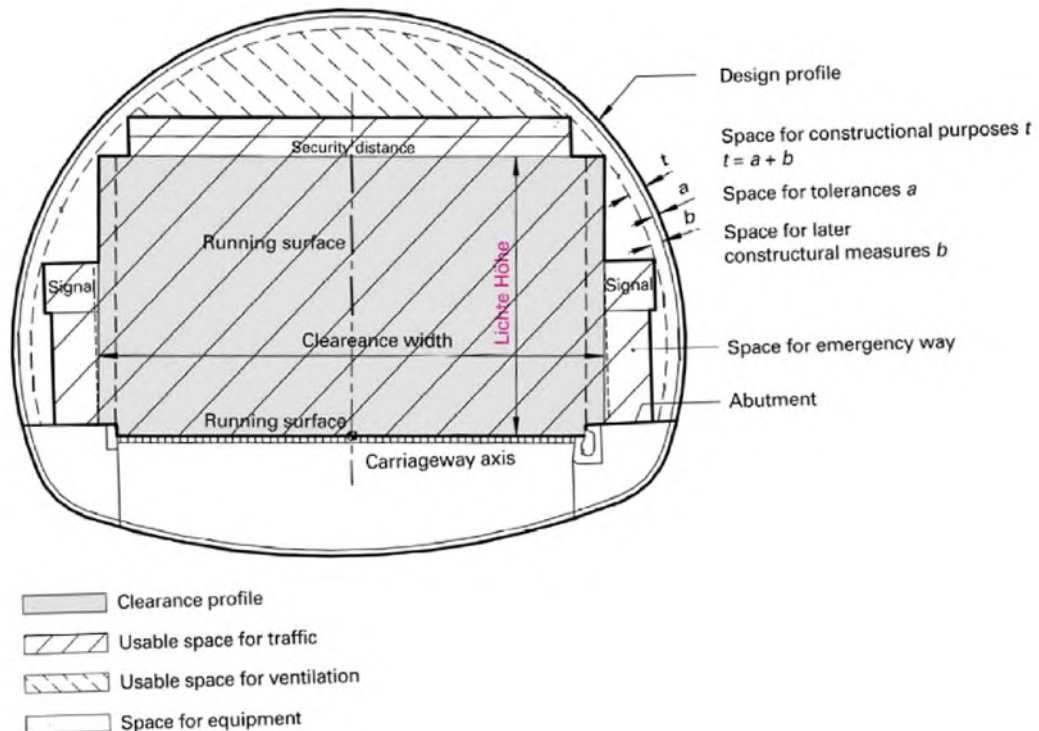 Design profile
Space for constructional purposes t
t = a + b
Space for tolerances a
Space for later
constructural measures b
Space for emergency way
Abutment
t
a
b
Security distance
Running surface
Lichte Höhe
Signal
Signal
Cleareance width
Running surface
Carriageway axis
Clearance profile
Usable space for traffic
Usable space for ventilation
Space for equipment